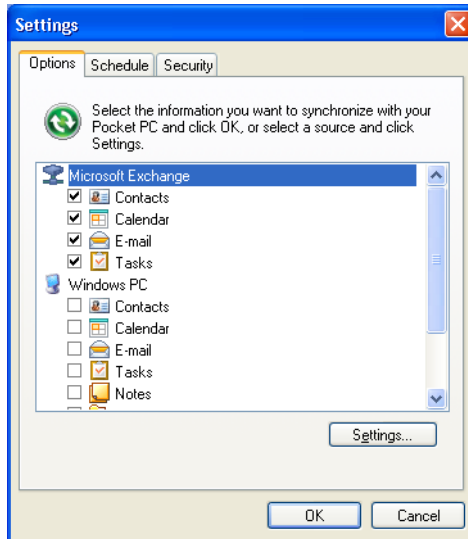 Settings
Options Schedule Security
Select the information you want to synchronize with your
Pocket PC and click OK, or select a source and click
Settings.
Microsoft Exchange
Contacts
Calendar
E-mail
Tasks
Windows PC
Contacts
Calendar
E-mail
Tasks
Notes
Settings...
OK Cancel